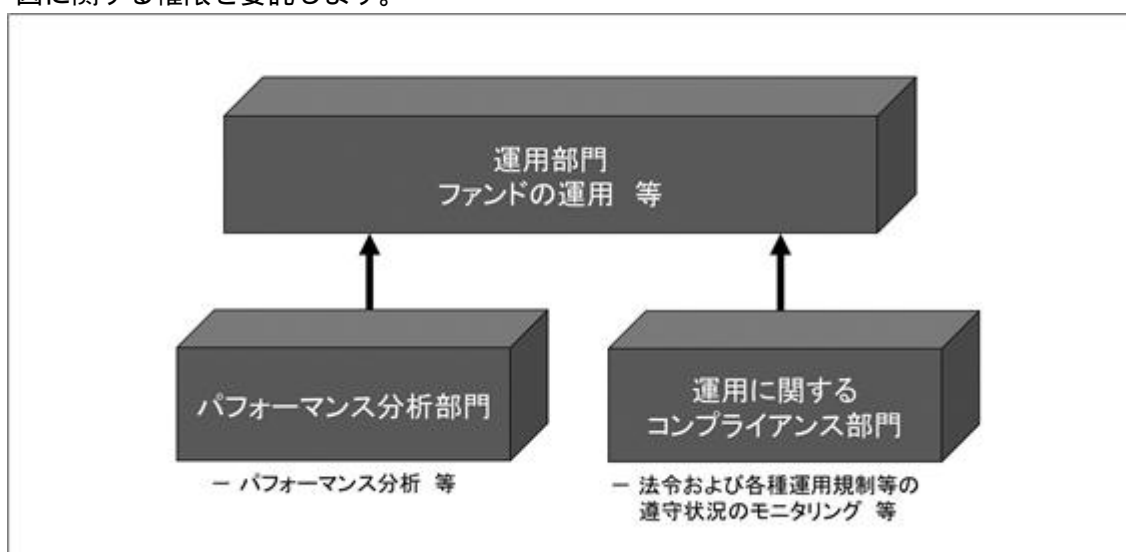 図に関する権限を委託します。
運用部門
ファンドの運用 等
パフォーマンス分析部門
運用に関する
コンプライアンス部門
－ パフォーマンス分析 等
－ 法令および各種運用規制等の
遵守状況のモニタリング 等